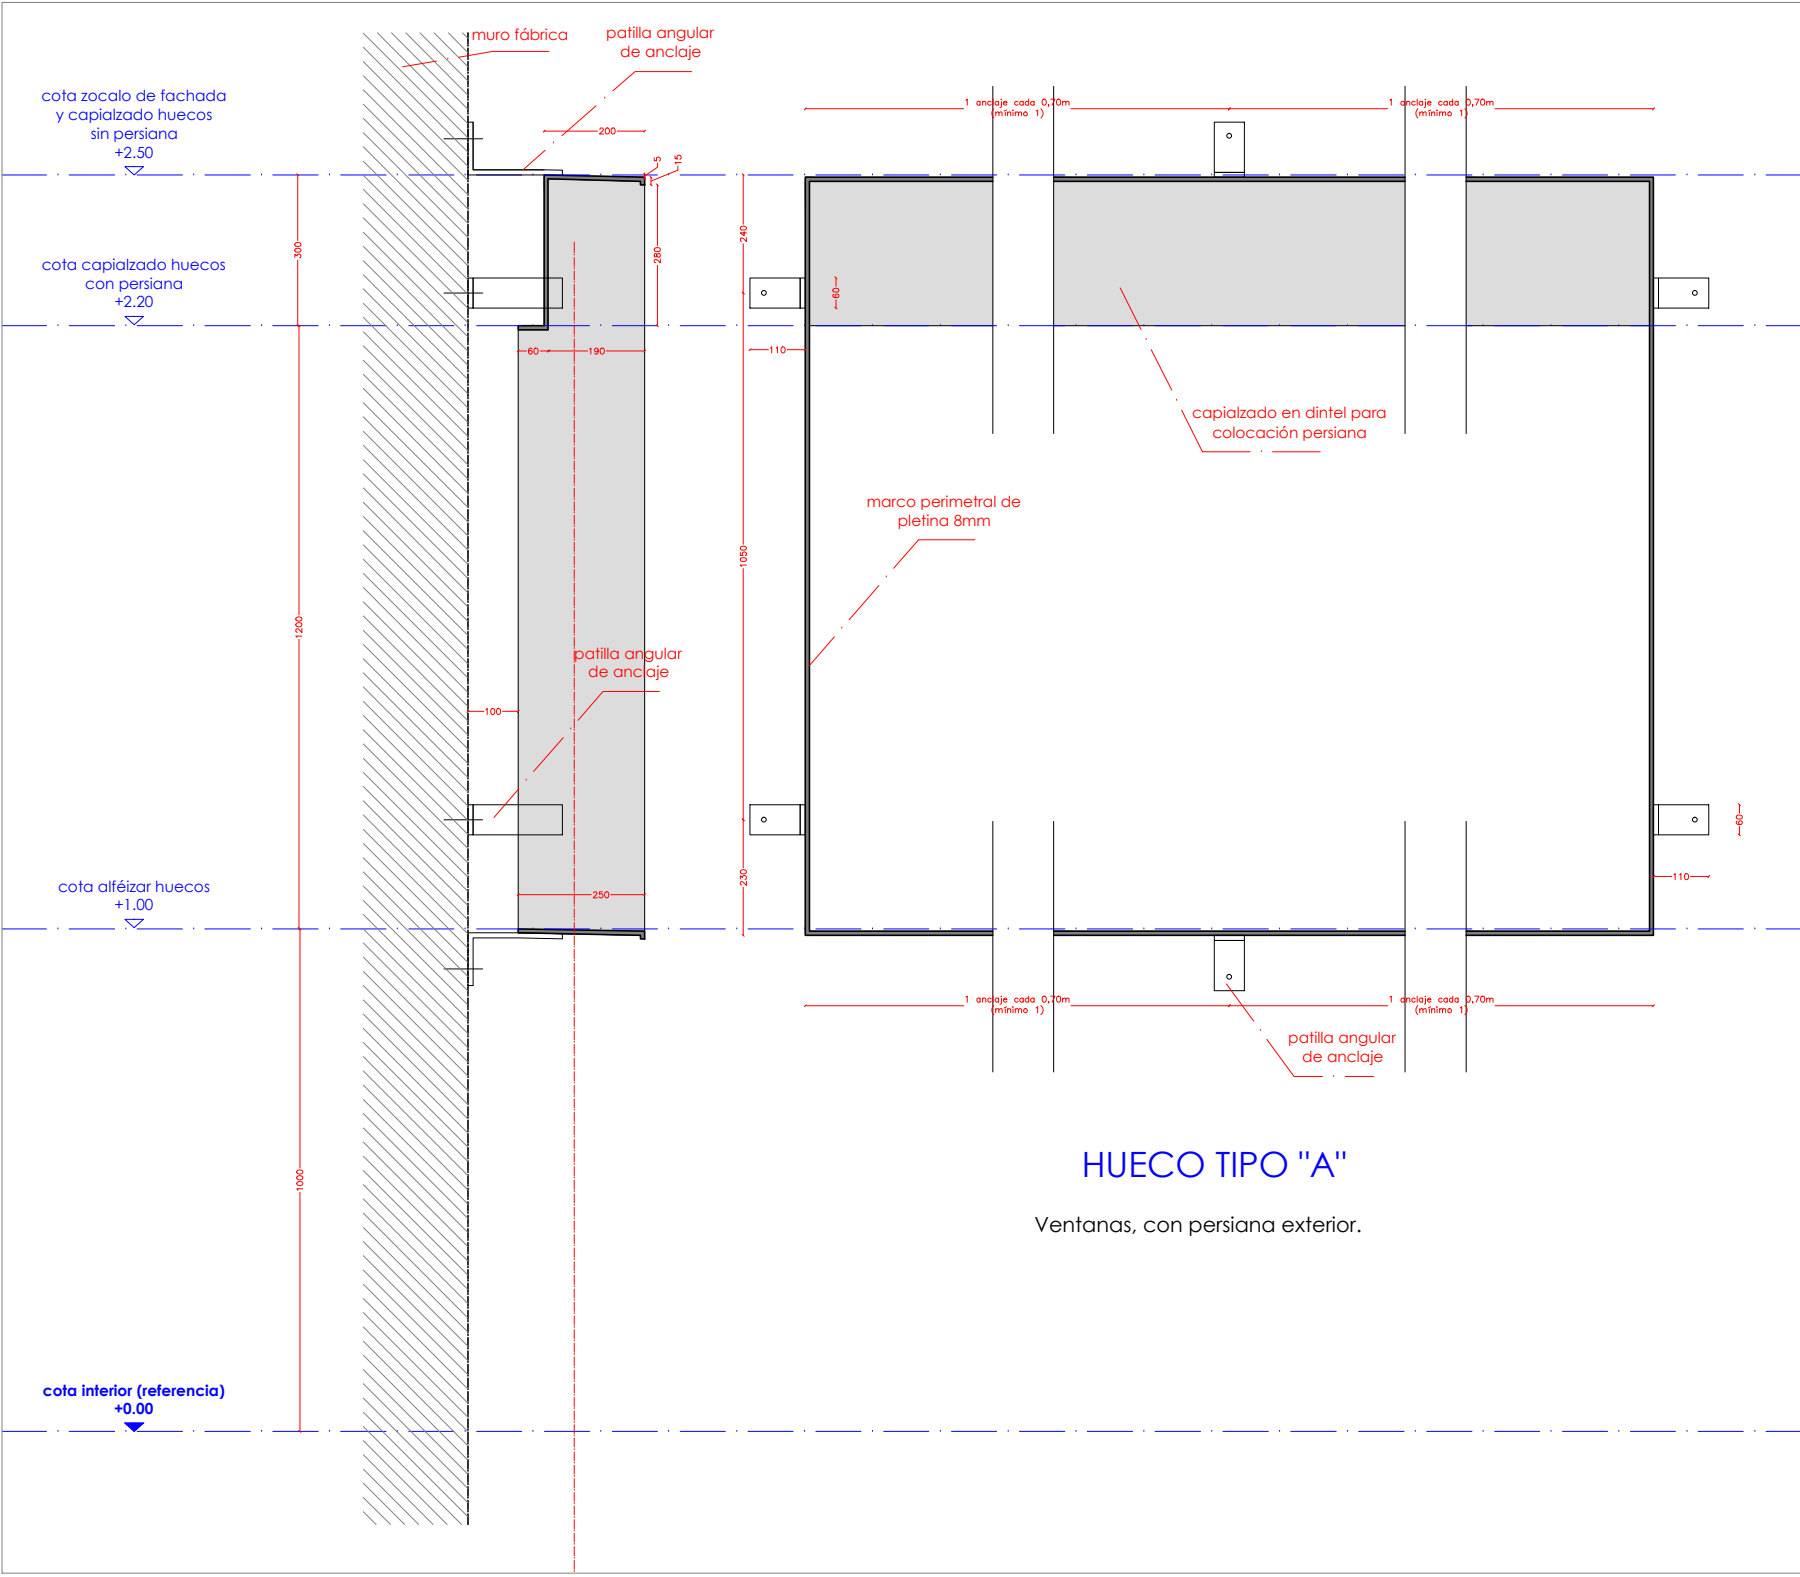 muro fábrica
patilla angular
de anclaje
cota zocalo de fachada
y capialzado huecos
sin persiana
+2.50
1 anclaje cada 0,70m
(mínimo 1)
1 anclaje cada 0,70m
(mínimo 1)
200
5
15
300
240
280
cota capialzado huecos
con persiana
+2.20
60
60
190
110
capialzado en dintel para
colocación persiana
marco perimetral de
pletina 8mm
1050
1200
patilla angular
de anclaje
100
60
cota alféizar huecos
+1.00
250
230
110
1 anclaje cada 0,70m
(mínimo 1)
1 anclaje cada 0,70m
(mínimo 1)
patilla angular
de anclaje
1000
HUECO TIPO "A"
Ventanas, con persiana exterior.
cota interior (referencia)
+0.00